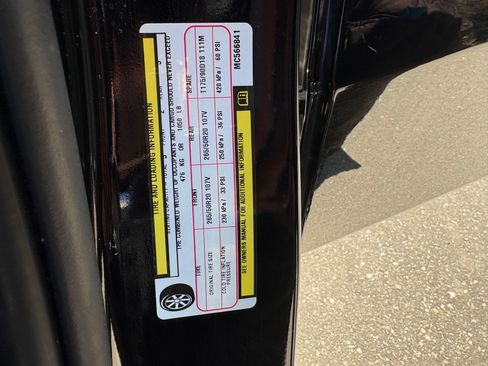 TIRE AND LOADING INFORMATION
THE COMBINED WEIGHT OF OCCUPANTS AND CARGO SHOULD NEVER EXCEED
476 KG OR 1050 LB
TIRE FRONT REAR SPARE
ORIGINAL TIRE SIZE 265/50R20 107V 265/50R20 107V T175/90D18 111M
COLD TIRE INFLATION PRESSURE 230 kPa / 33 PSI 250 kPa / 36 PSI 420 kPa / 60 PSI
SEE OWNERS MANUAL FOR ADDITIONAL INFORMATION
MC566841